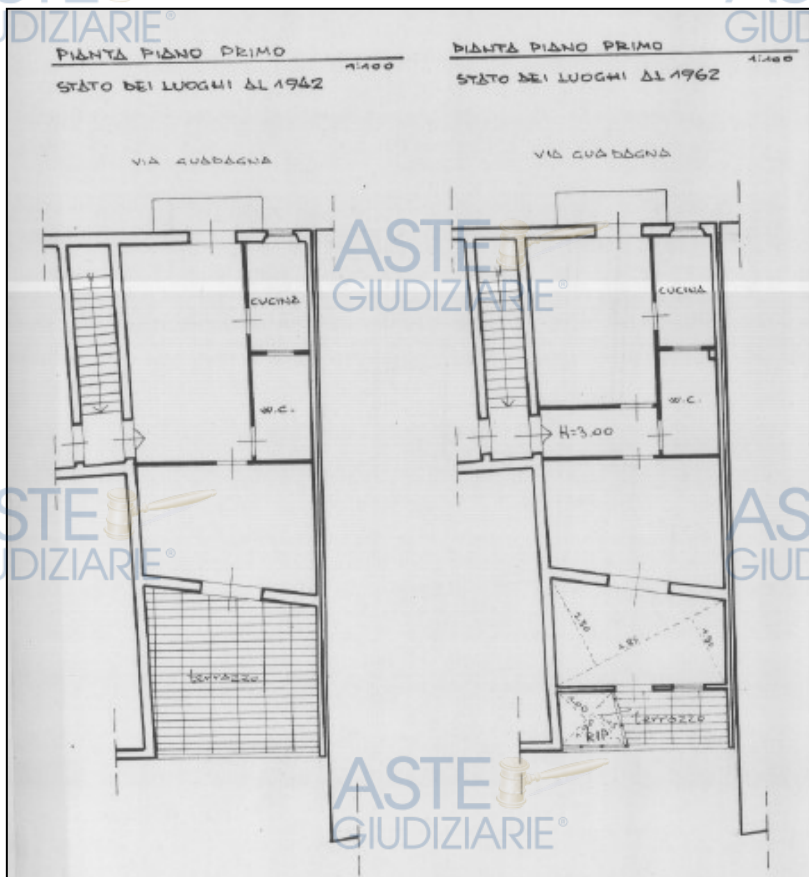 ASTE
GIUDIZIARIE®
PIANTA PIANO PRIMO
1:100
STATO DEI LUOGHI AL 1942
VIA GUADAGNA
CUCINA
W.C.
terrazzo
PIANTA PIANO PRIMO
1:100
STATO DEI LUOGHI AL 1962
VIA GUADAGNA
CUCINA
W.C.
H=3.00
terrazzo
RIP.
ASTE
GIUDIZIARIE®
ASTE
GIUDIZIARIE®
ASTE
GIUDIZIARIE®